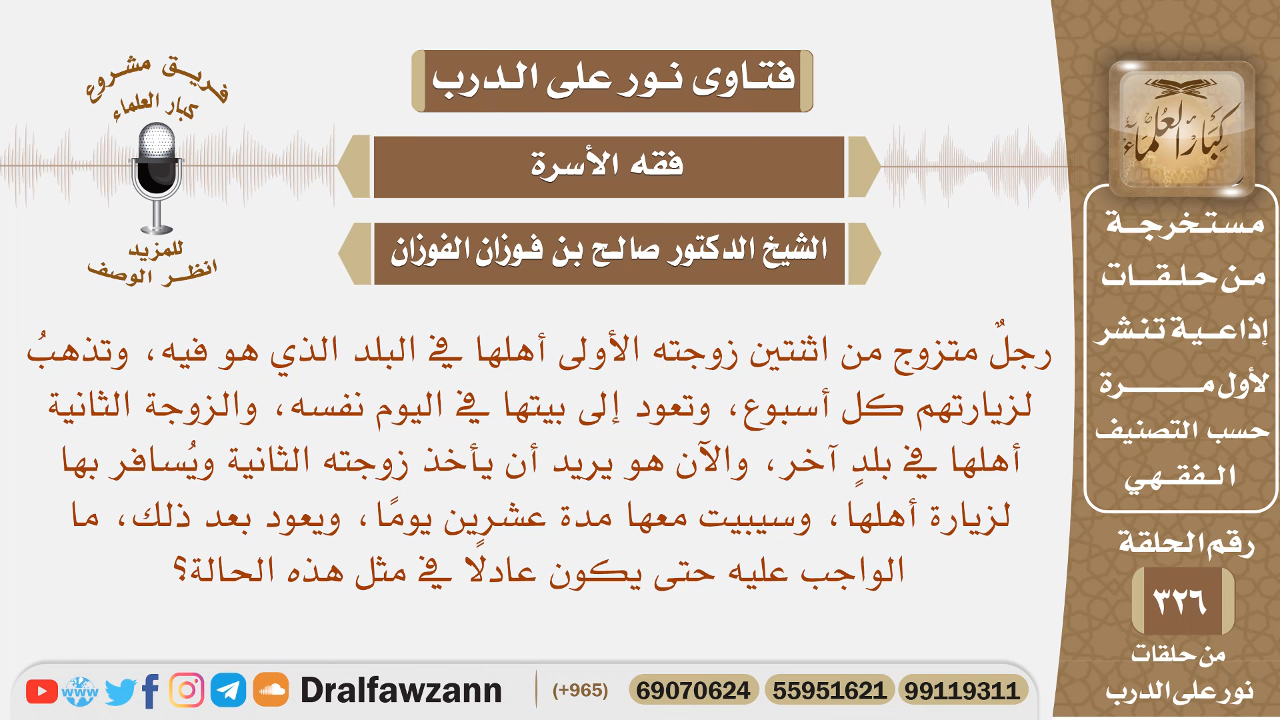 فتاوى نور على الدرب
فقه الأسرة
الشيخ الدكتور صالح بن فوزان الفوزان
رجلٌ متزوج من اثنتين زوجته الأولى أهلها في البلد الذي هو فيه، وتذهبُ
لزيارتهم كل أسبوع، وتعود إلى بيتها في اليوم نفسه، والزوجة الثانية
أهلها في بلدٍ آخر، والآن هو يريد أن يأخذ زوجته الثانية ويُسافر بها
لزيارة أهلها، وسيبيت معها مدة عشرين يومًا، ويعود بعد ذلك، ما
الواجب عليه حتى يكون عادلًا في مثل هذه الحالة؟
كبار العلماء
مستخرجة
من حلقات
إذاعية تنشر
لأول مرة
حسب التصنيف
الفقهي
رقم الحلقة
٣٢٦
من حلقات
نور على الدرب
فريق مشروع
كبار العلماء
للمزيد
انظر الوصف
www
Dralfawzann
(+965)
69070624
55951621
99119311